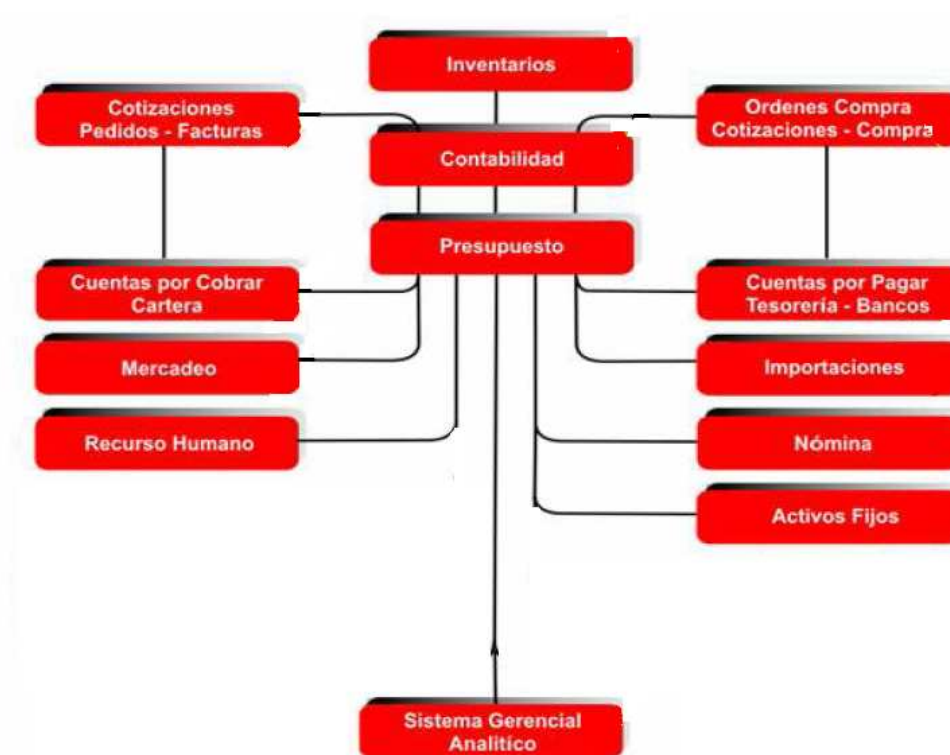 Inventarios
Cotizaciones
Pedidos - Facturas
Ordenes Compra
Cotizaciones - Compra
Contabilidad
Presupuesto
Cuentas por Cobrar
Cartera
Cuentas por Pagar
Tesorería - Bancos
Mercadeo
Importaciones
Recurso Humano
Nómina
Activos Fijos
Sistema Gerencial
Analitico